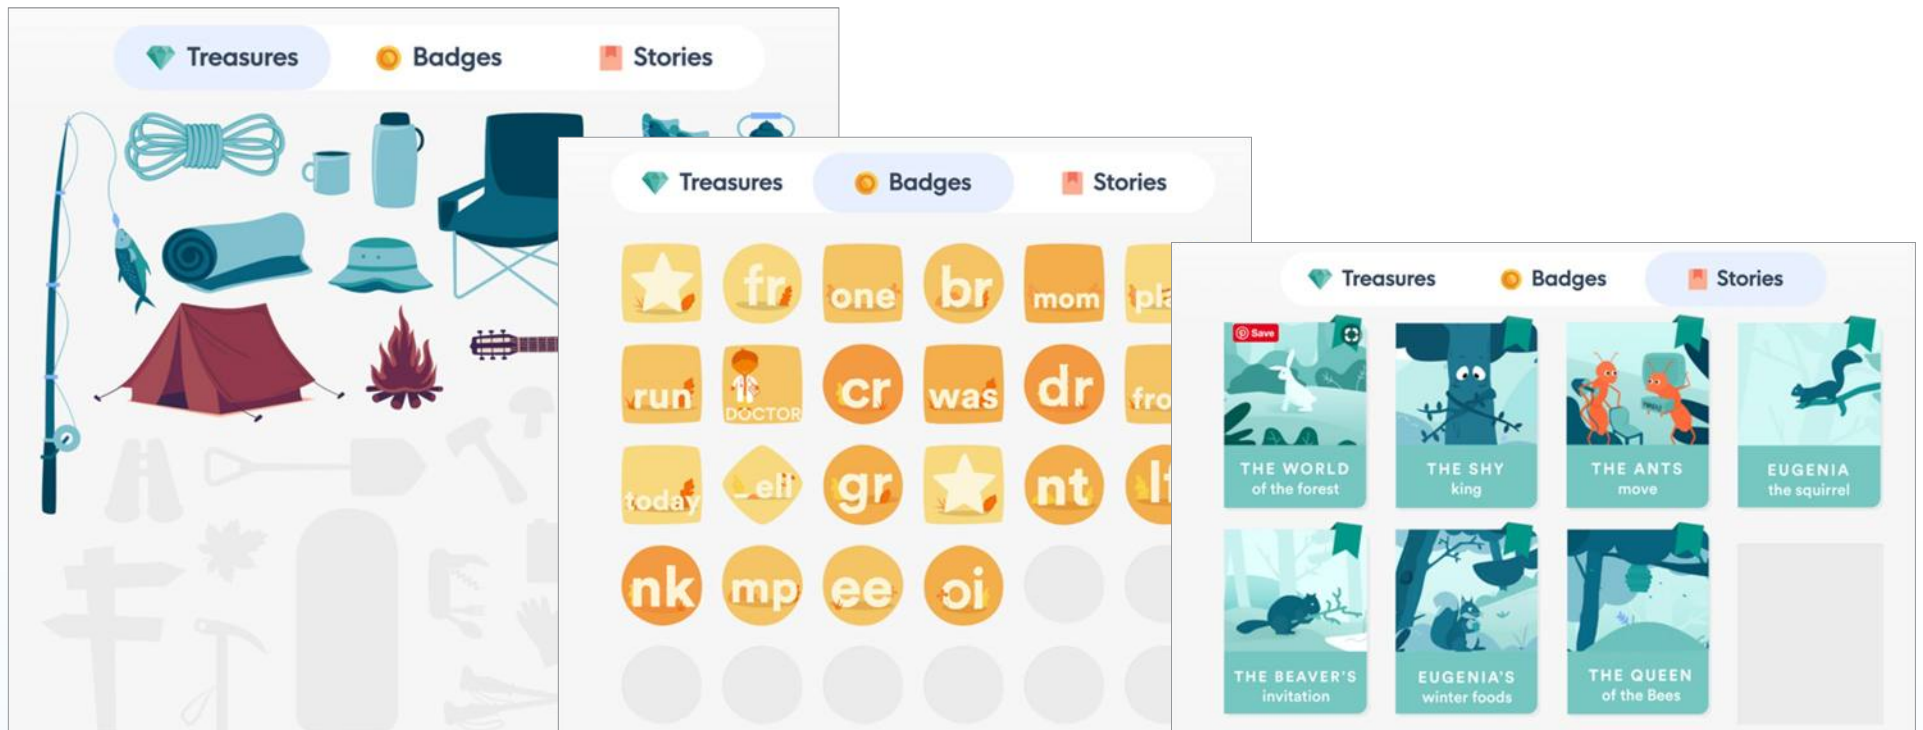 Treasures Badges Stories
Treasures Badges Stories
fr one br mom
run DOCTOR cr was dr
today _eli gr nt
nk mp ee oi
Treasures Badges Stories
Save
THE WORLD
of the forest
THE SHY
king
THE ANTS
move
EUGENIA
the squirrel
THE BEAVER'S
invitation
EUGENIA'S
winter foods
THE QUEEN
of the Bees